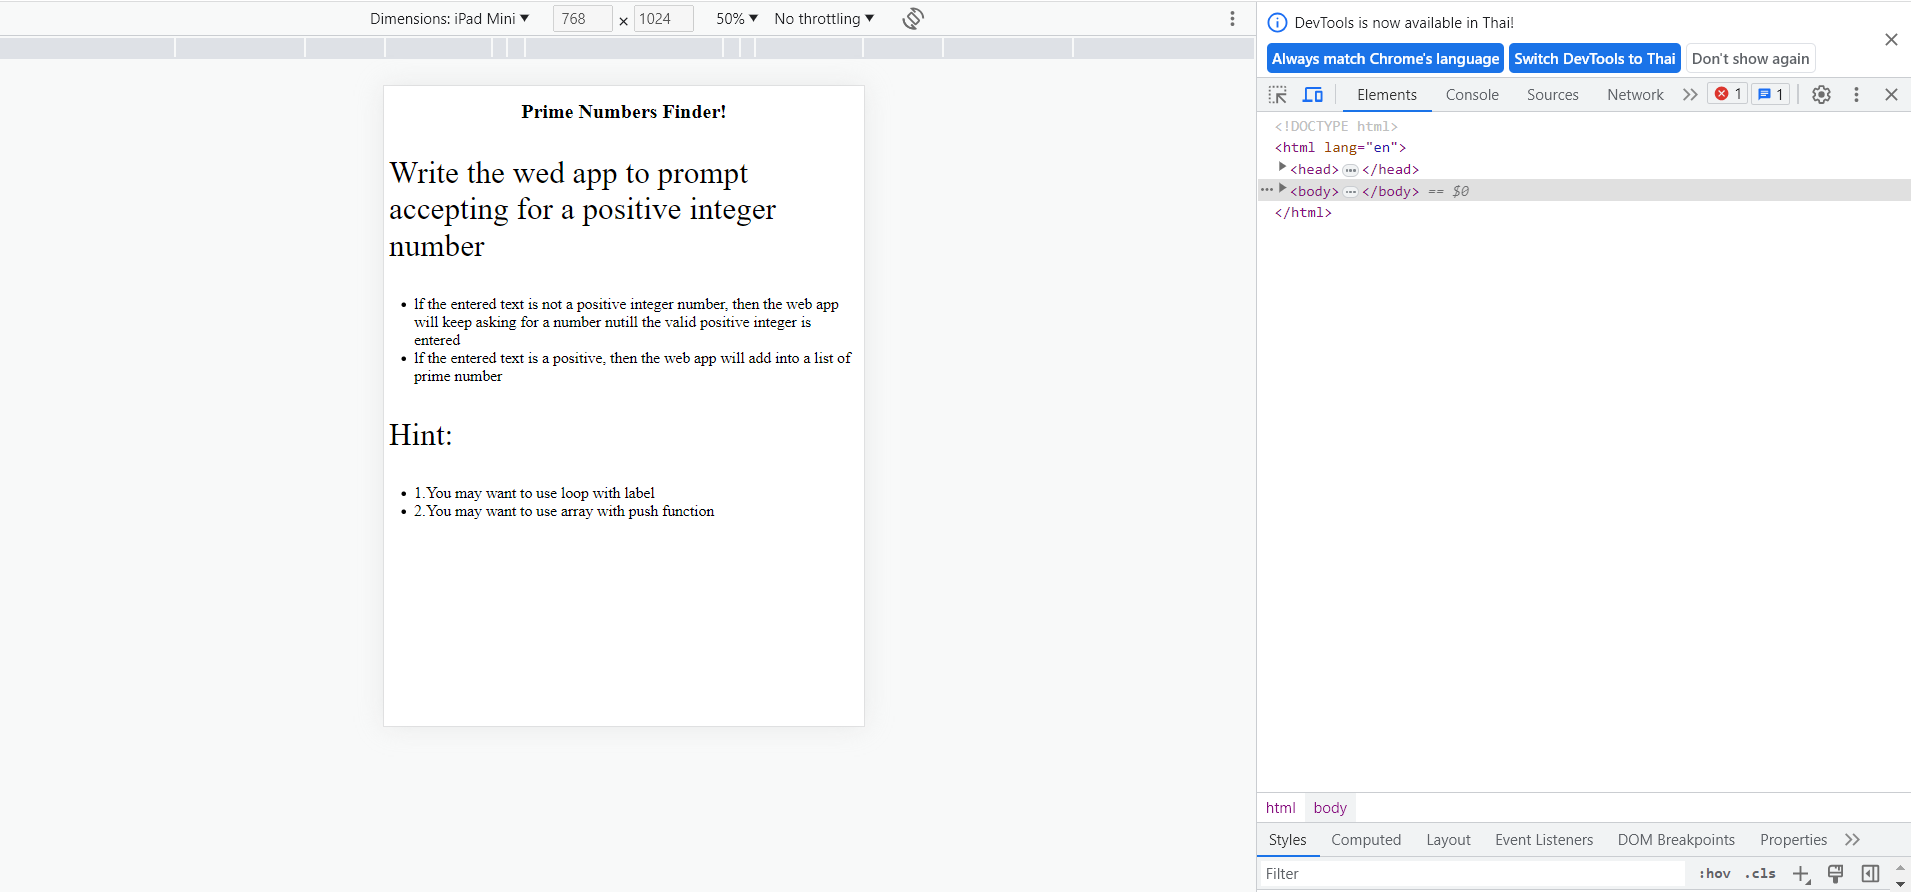 Dimensions: iPad Mini ▼ 768 × 1024 50% ▼ No throttling ▼
DevTools is now available in Thai!
Always match Chrome's language Switch DevTools to Thai Don't show again
Elements Console Sources Network 1 1
<!DOCTYPE html>
<html lang="en">
<head> … </head>
<body> … </body> == $0
</html>
Prime Numbers Finder!
Write the wed app to prompt
accepting for a positive integer
number
• If the entered text is not a positive integer number, then the web app
will keep asking for a number nutill the valid positive integer is
entered
• If the entered text is a positive, then the web app will add into a list of
prime number
Hint:
• 1.You may want to use loop with label
• 2.You may want to use array with push function
html body
Styles Computed Layout Event Listeners DOM Breakpoints Properties
Filter :hov .cls